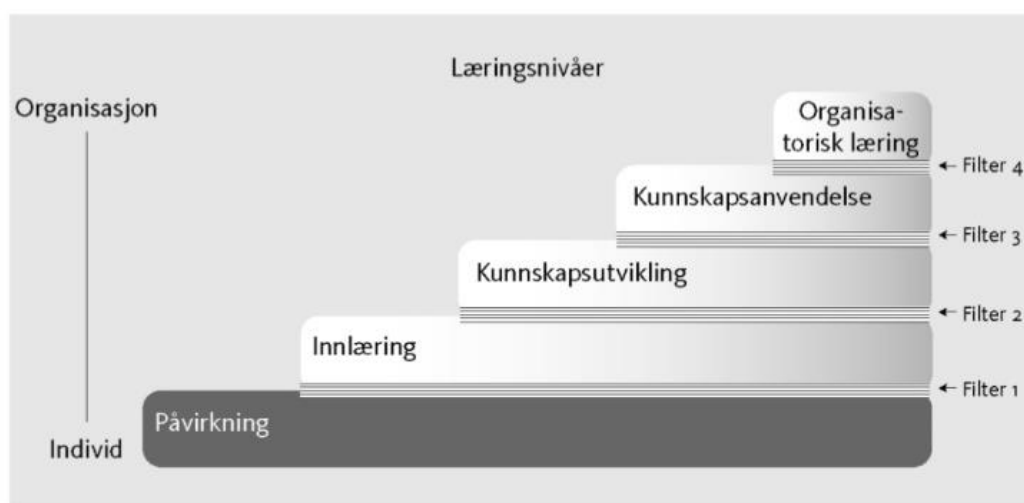 Læringsnivåer
Organisasjon
Organisa-
torisk læring
← Filter 4
Kunnskapsanvendelse
← Filter 3
Kunnskapsutvikling
← Filter 2
Innlæring
← Filter 1
Påvirkning
Individ